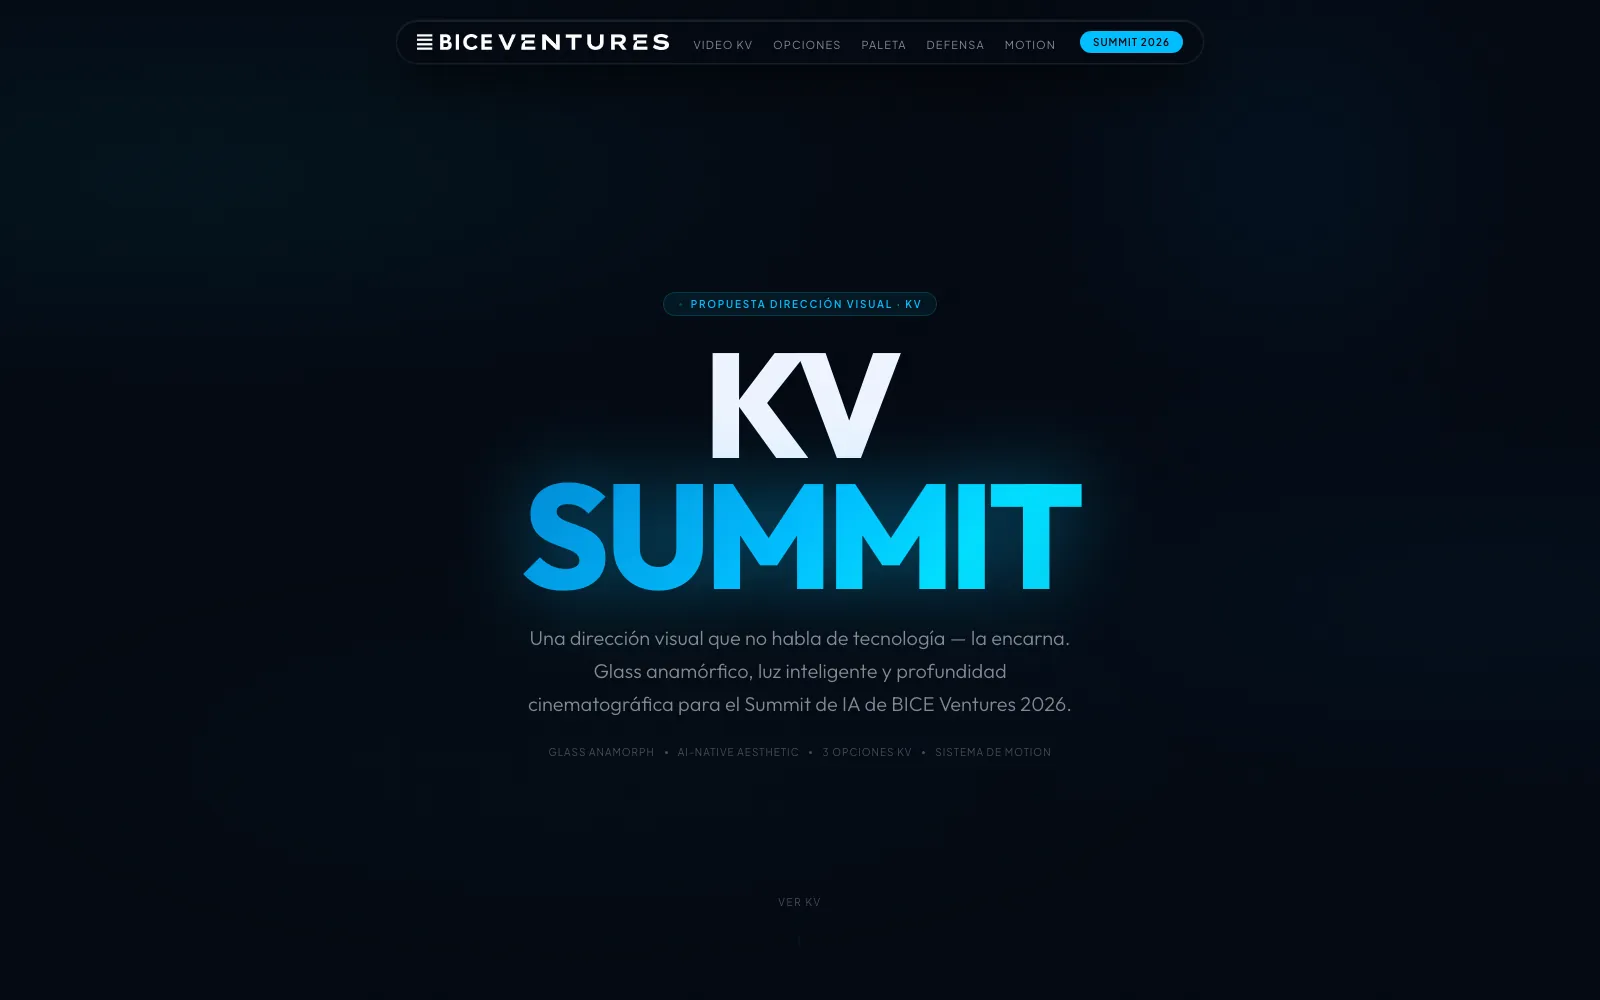 BICEVENTURES VIDEO KV OPCIONES PALETA DEFENSA MOTION SUMMIT 2026
· PROPUESTA DIRECCIÓN VISUAL · KV
KV
SUMMIT
Una dirección visual que no habla de tecnología — la encarna.
Glass anamórfico, luz inteligente y profundidad
cinematográfica para el Summit de IA de BICE Ventures 2026.
GLASS ANAMORPH • AI-NATIVE AESTHETIC • 3 OPCIONES KV • SISTEMA DE MOTION
VER KV